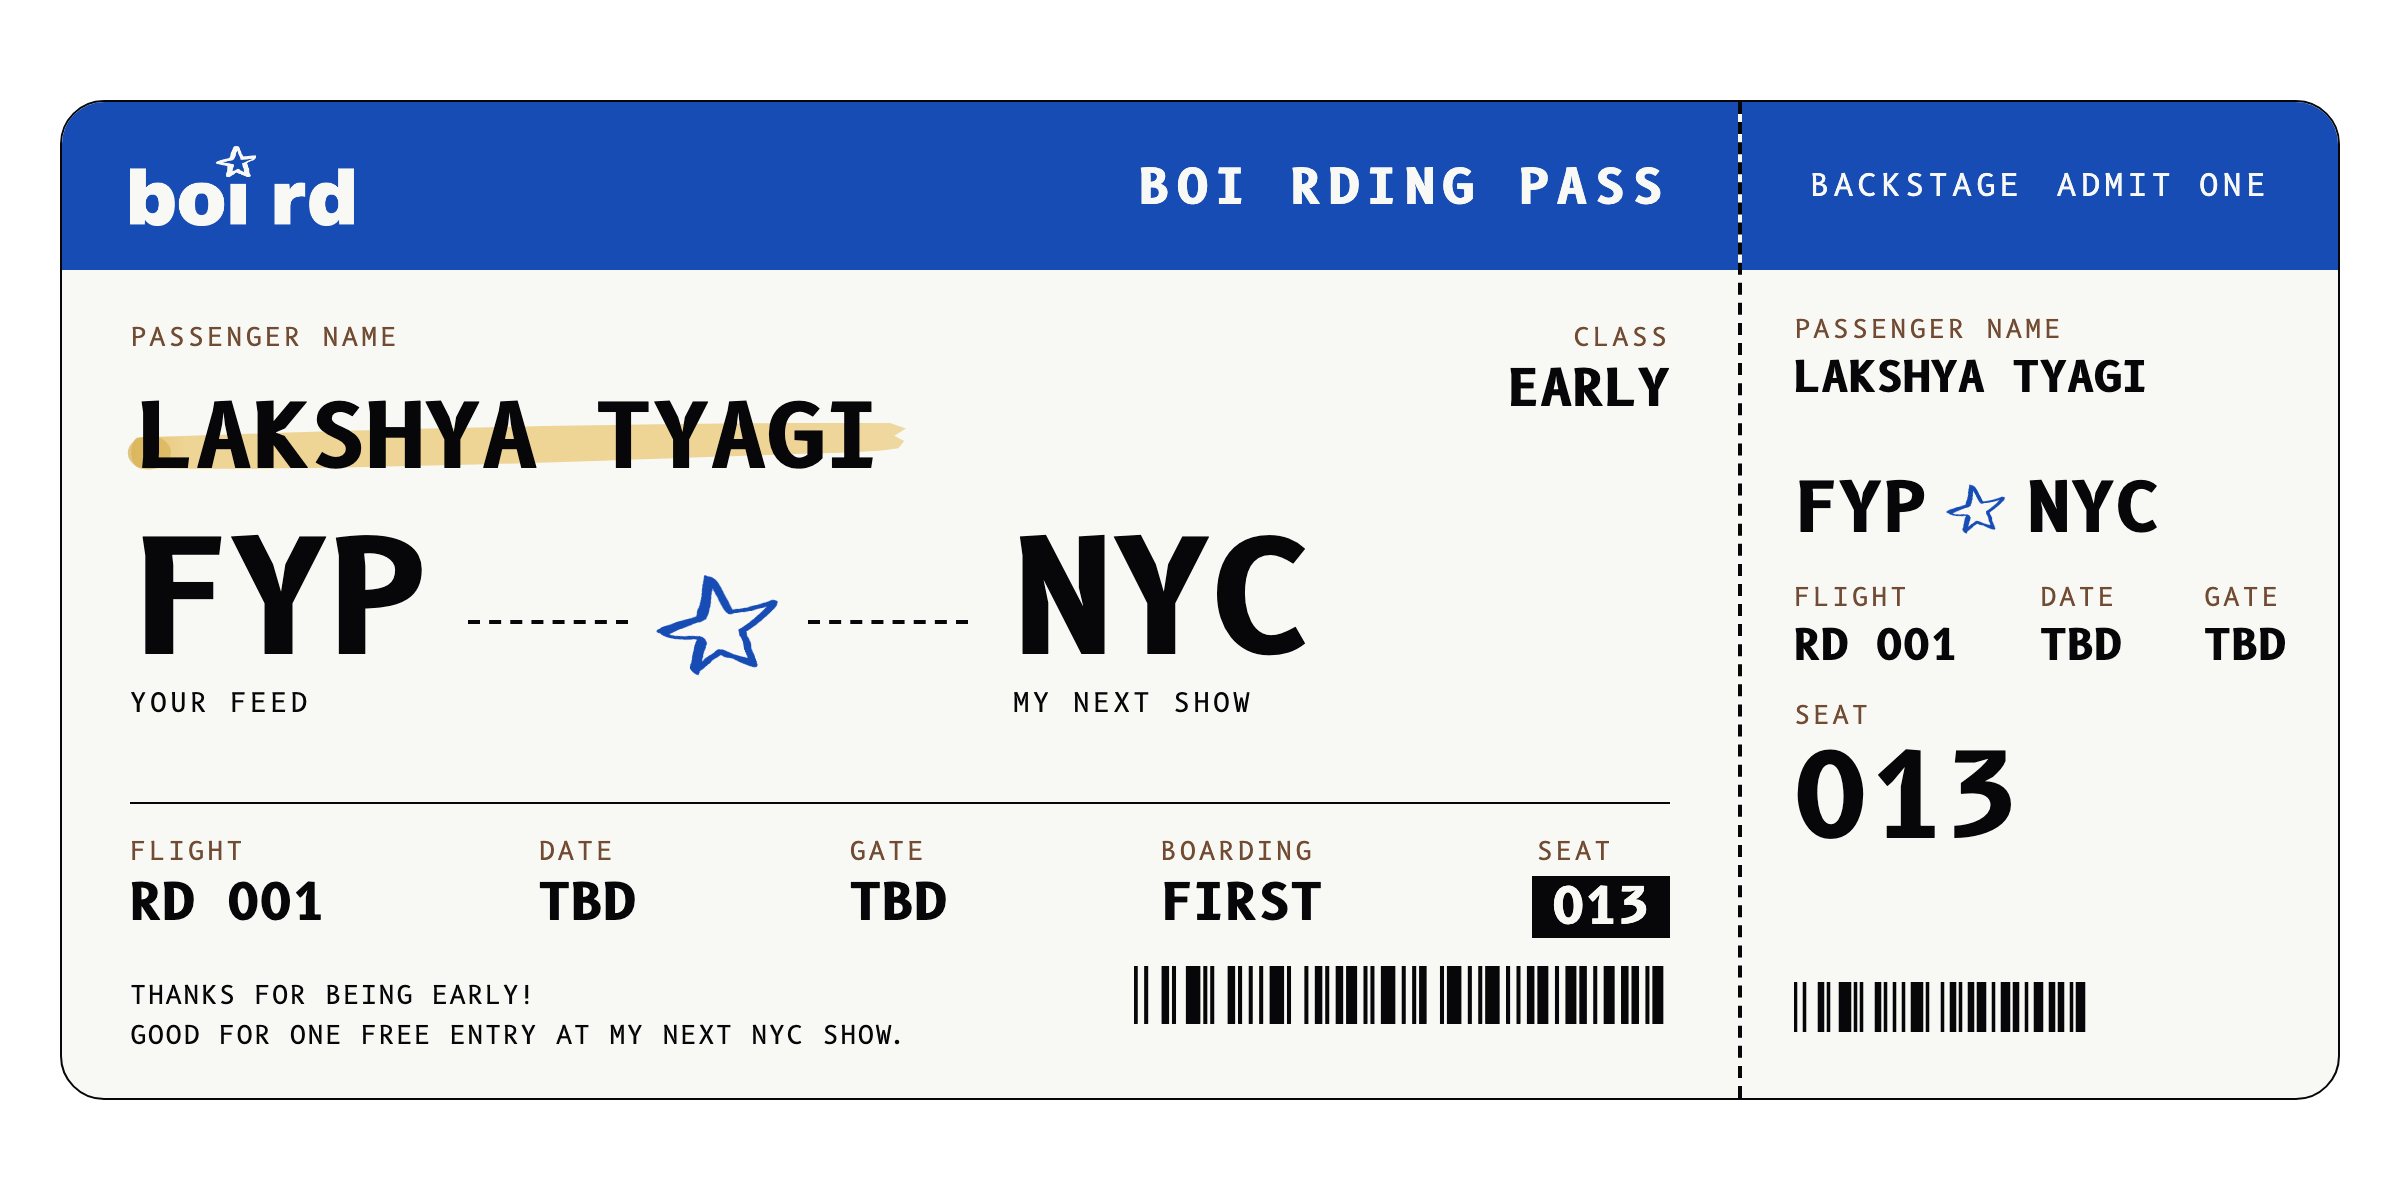 boi rd
BOI RDING PASS
PASSENGER NAME
LAKSHYA TYAGI
CLASS
EARLY
FYP
NYC
YOUR FEED
MY NEXT SHOW
FLIGHT
RD 001
DATE
TBD
GATE
TBD
BOARDING
FIRST
SEAT
013
THANKS FOR BEING EARLY!
GOOD FOR ONE FREE ENTRY AT MY NEXT NYC SHOW.
BACKSTAGE ADMIT ONE
PASSENGER NAME
LAKSHYA TYAGI
FYP NYC
FLIGHT
RD 001
DATE
TBD
GATE
TBD
SEAT
013